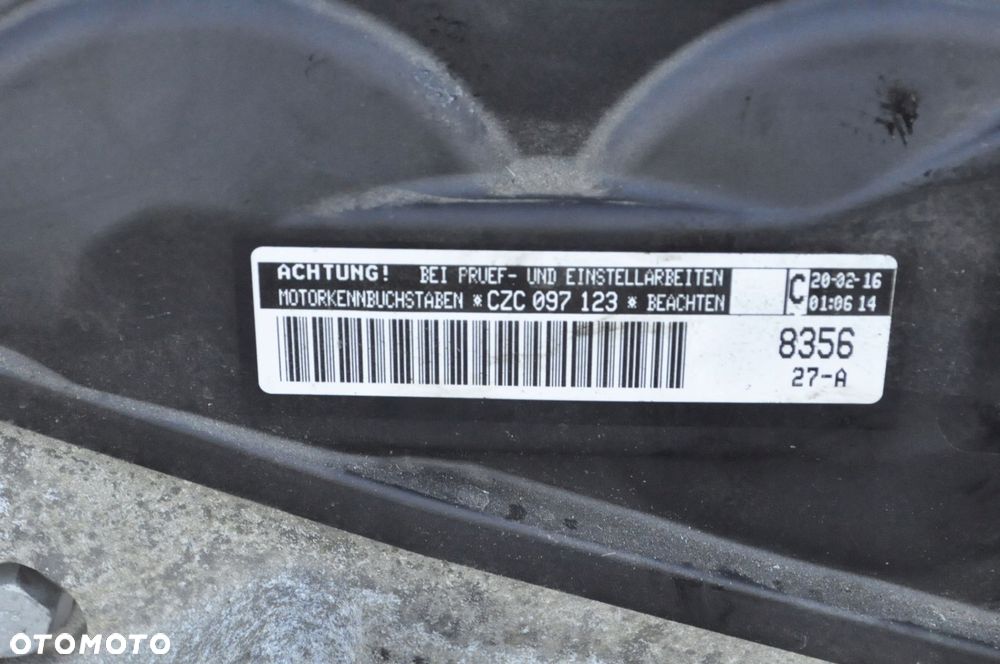 ACHTUNG! BEI PRUEF- UND EINSTELLARBEITEN
MOTORKENNBUCHSTABEN * CZC 097 123 * BEACHTEN
C
20-02-16
01:06 14
8356
27-A
OTOMOTO